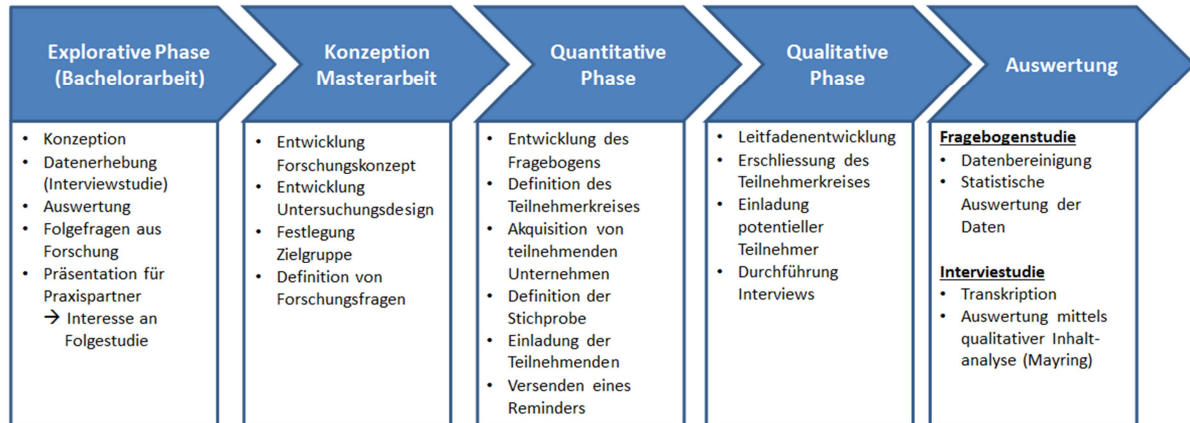 Explorative Phase
(Bachelorarbeit)
Konzeption
Masterarbeit
Quantitative
Phase
Qualitative
Phase
Auswertung
• Konzeption
• Datenerhebung
(Interviewstudie)
• Auswertung
• Folgefragen aus
Forschung
• Präsentation für
Praxispartner
→ Interesse an
Folgestudie
• Entwicklung
Forschungskonzept
• Entwicklung
Untersuchungsdesign
• Festlegung
Zielgruppe
• Definition von
Forschungsfragen
• Entwicklung des
Fragebogens
• Definition des
Teilnehmerkreises
• Akquisition von
teilnehmenden
Unternehmen
• Definition der
Stichprobe
• Einladung der
Teilnehmenden
• Versenden eines
Reminders
• Leitfadenentwicklung
• Erschliessung des
Teilnehmerkreises
• Einladung
potentieller
Teilnehmer
• Durchführung
Interviews
Fragebogenstudie
• Datenbereinigung
• Statistische
Auswertung der
Daten
Interviestudie
• Transkription
• Auswertung mittels
qualitativer Inhalt-
analyse (Mayring)